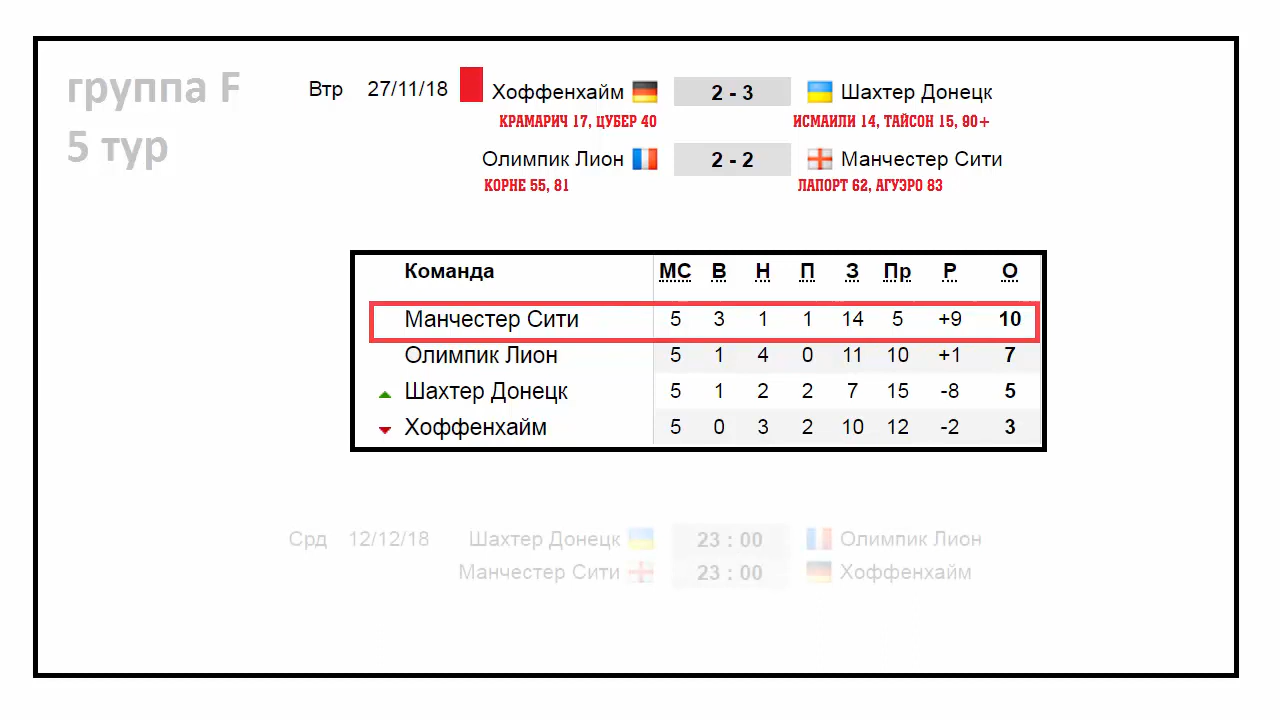 группа F
5 тур
Втр 27/11/18 Хоффенхайм 2 - 3 Шахтер Донецк
КРАМАРИЧ 17, ЦУБЕР 40 ИСМАИЛИ 14, ТАЙСОН 15, 90+
Олимпик Лион 2 - 2 Манчестер Сити
КОРНЕ 55, 81 ЛАПОРТ 62, АГУЭРО 83
Команда МС В Н П З Пр Р О
Манчестер Сити 5 3 1 1 14 5 +9 10
Олимпик Лион 5 1 4 0 11 10 +1 7
Шахтер Донецк 5 1 2 2 7 15 -8 5
Хоффенхайм 5 0 3 2 10 12 -2 3
Срд 12/12/18 Шахтер Донецк 23 : 00 Олимпик Лион
Манчестер Сити 23 : 00 Хоффенхайм